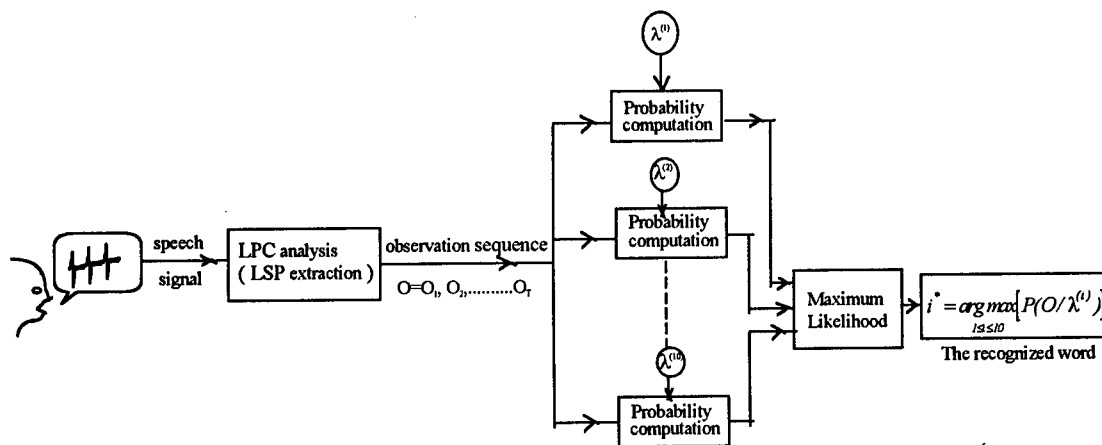 λ⁽¹⁾
Probability
computation
λ⁽²⁾
Probability
computation
speech
signal
LPC analysis
( LSP extraction )
observation sequence
O=O₁, O₂,..........O_T
Maximum
Likelihood
i* = arg max[P(O/λ⁽ⁱ⁾)]
1≤i≤10
The recognized word
λ⁽¹⁰⁾
Probability
computation